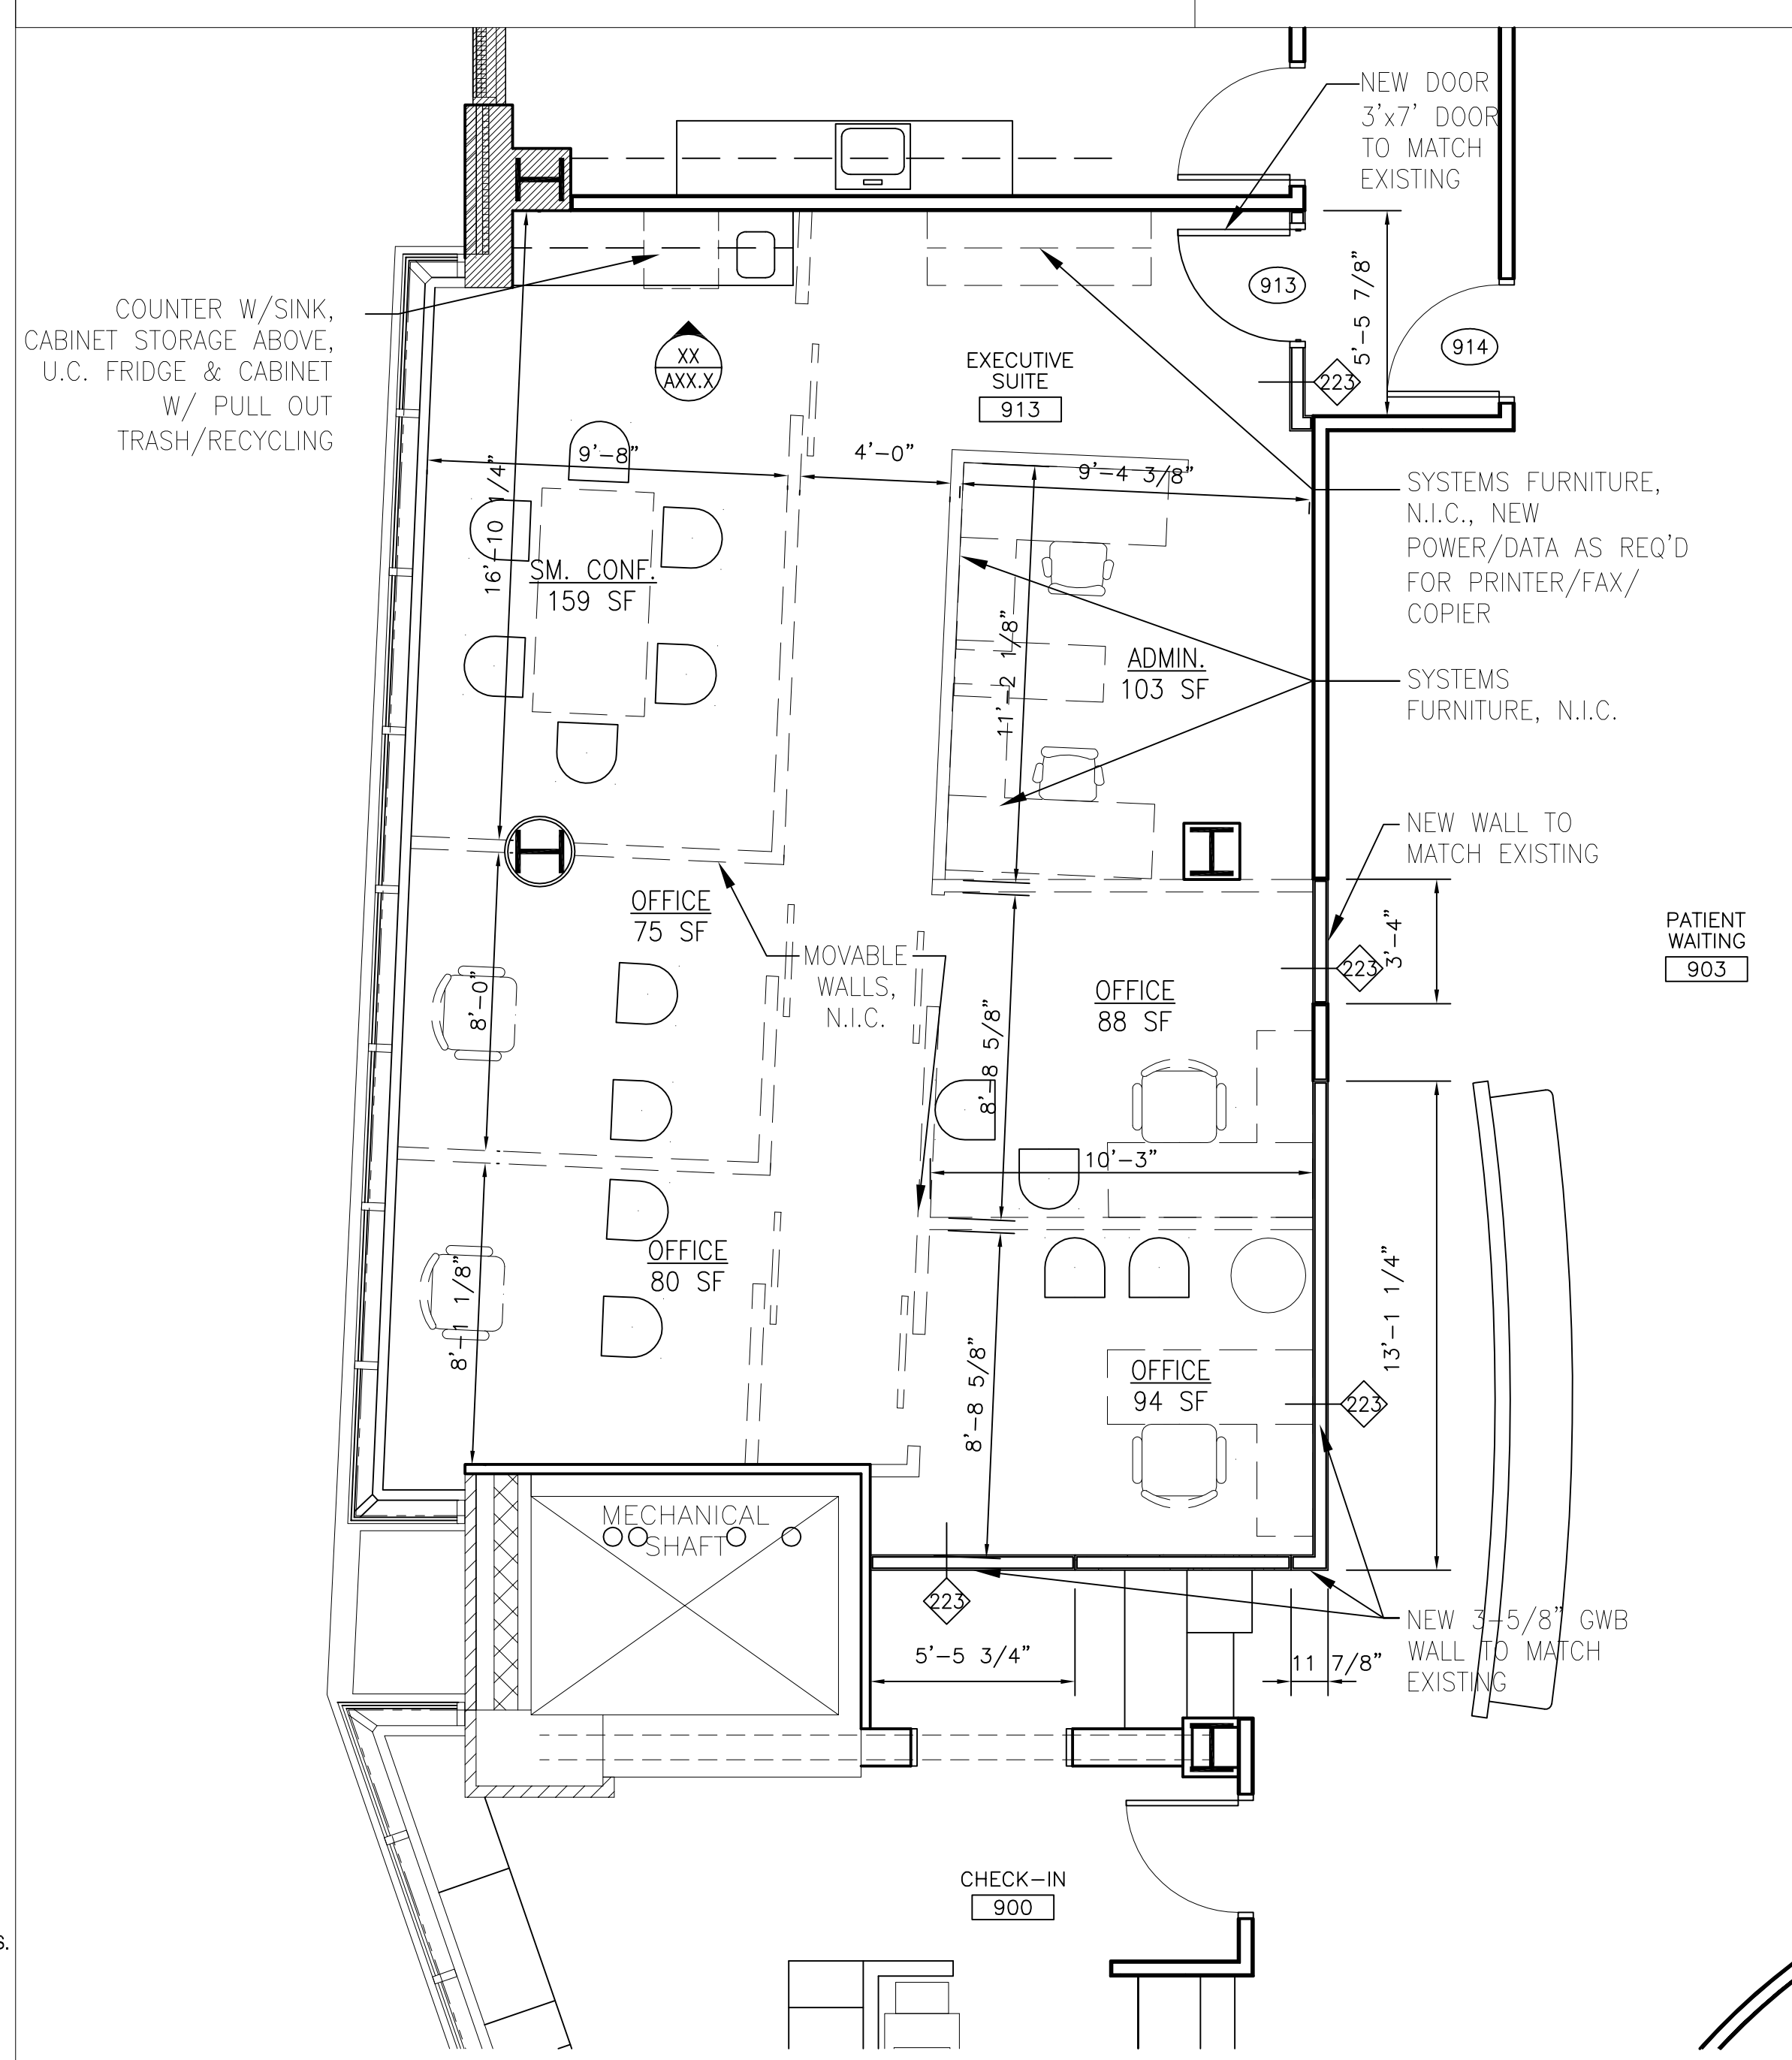 NEW DOOR
3'x7' DOOR
TO MATCH
EXISTING
COUNTER W/SINK,
CABINET STORAGE ABOVE,
U.C. FRIDGE & CABINET
W/ PULL OUT
TRASH/RECYCLING
XX
AXX.X
EXECUTIVE
SUITE
913
913
914
5'-5 7/8"
223
9'-8"
4'-0"
9'-4 3/8"
16'-10 1/4"
SM. CONF.
159 SF
11'-2 1/8"
ADMIN.
103 SF
SYSTEMS FURNITURE,
N.I.C., NEW
POWER/DATA AS REQ'D
FOR PRINTER/FAX/
COPIER
SYSTEMS
FURNITURE, N.I.C.
NEW WALL TO
MATCH EXISTING
OFFICE
75 SF
8'-0"
MOVABLE
WALLS,
N.I.C.
OFFICE
88 SF
8'-8 5/8"
223
3'-4"
PATIENT
WAITING
903
10'-3"
OFFICE
80 SF
8'-1 1/8"
8'-8 5/8"
OFFICE
94 SF
223
13'-1 1/4"
MECHANICAL
SHAFT
223
5'-5 3/4"
11 7/8"
NEW 3-5/8" GWB
WALL TO MATCH
EXISTING
CHECK-IN
900
S.